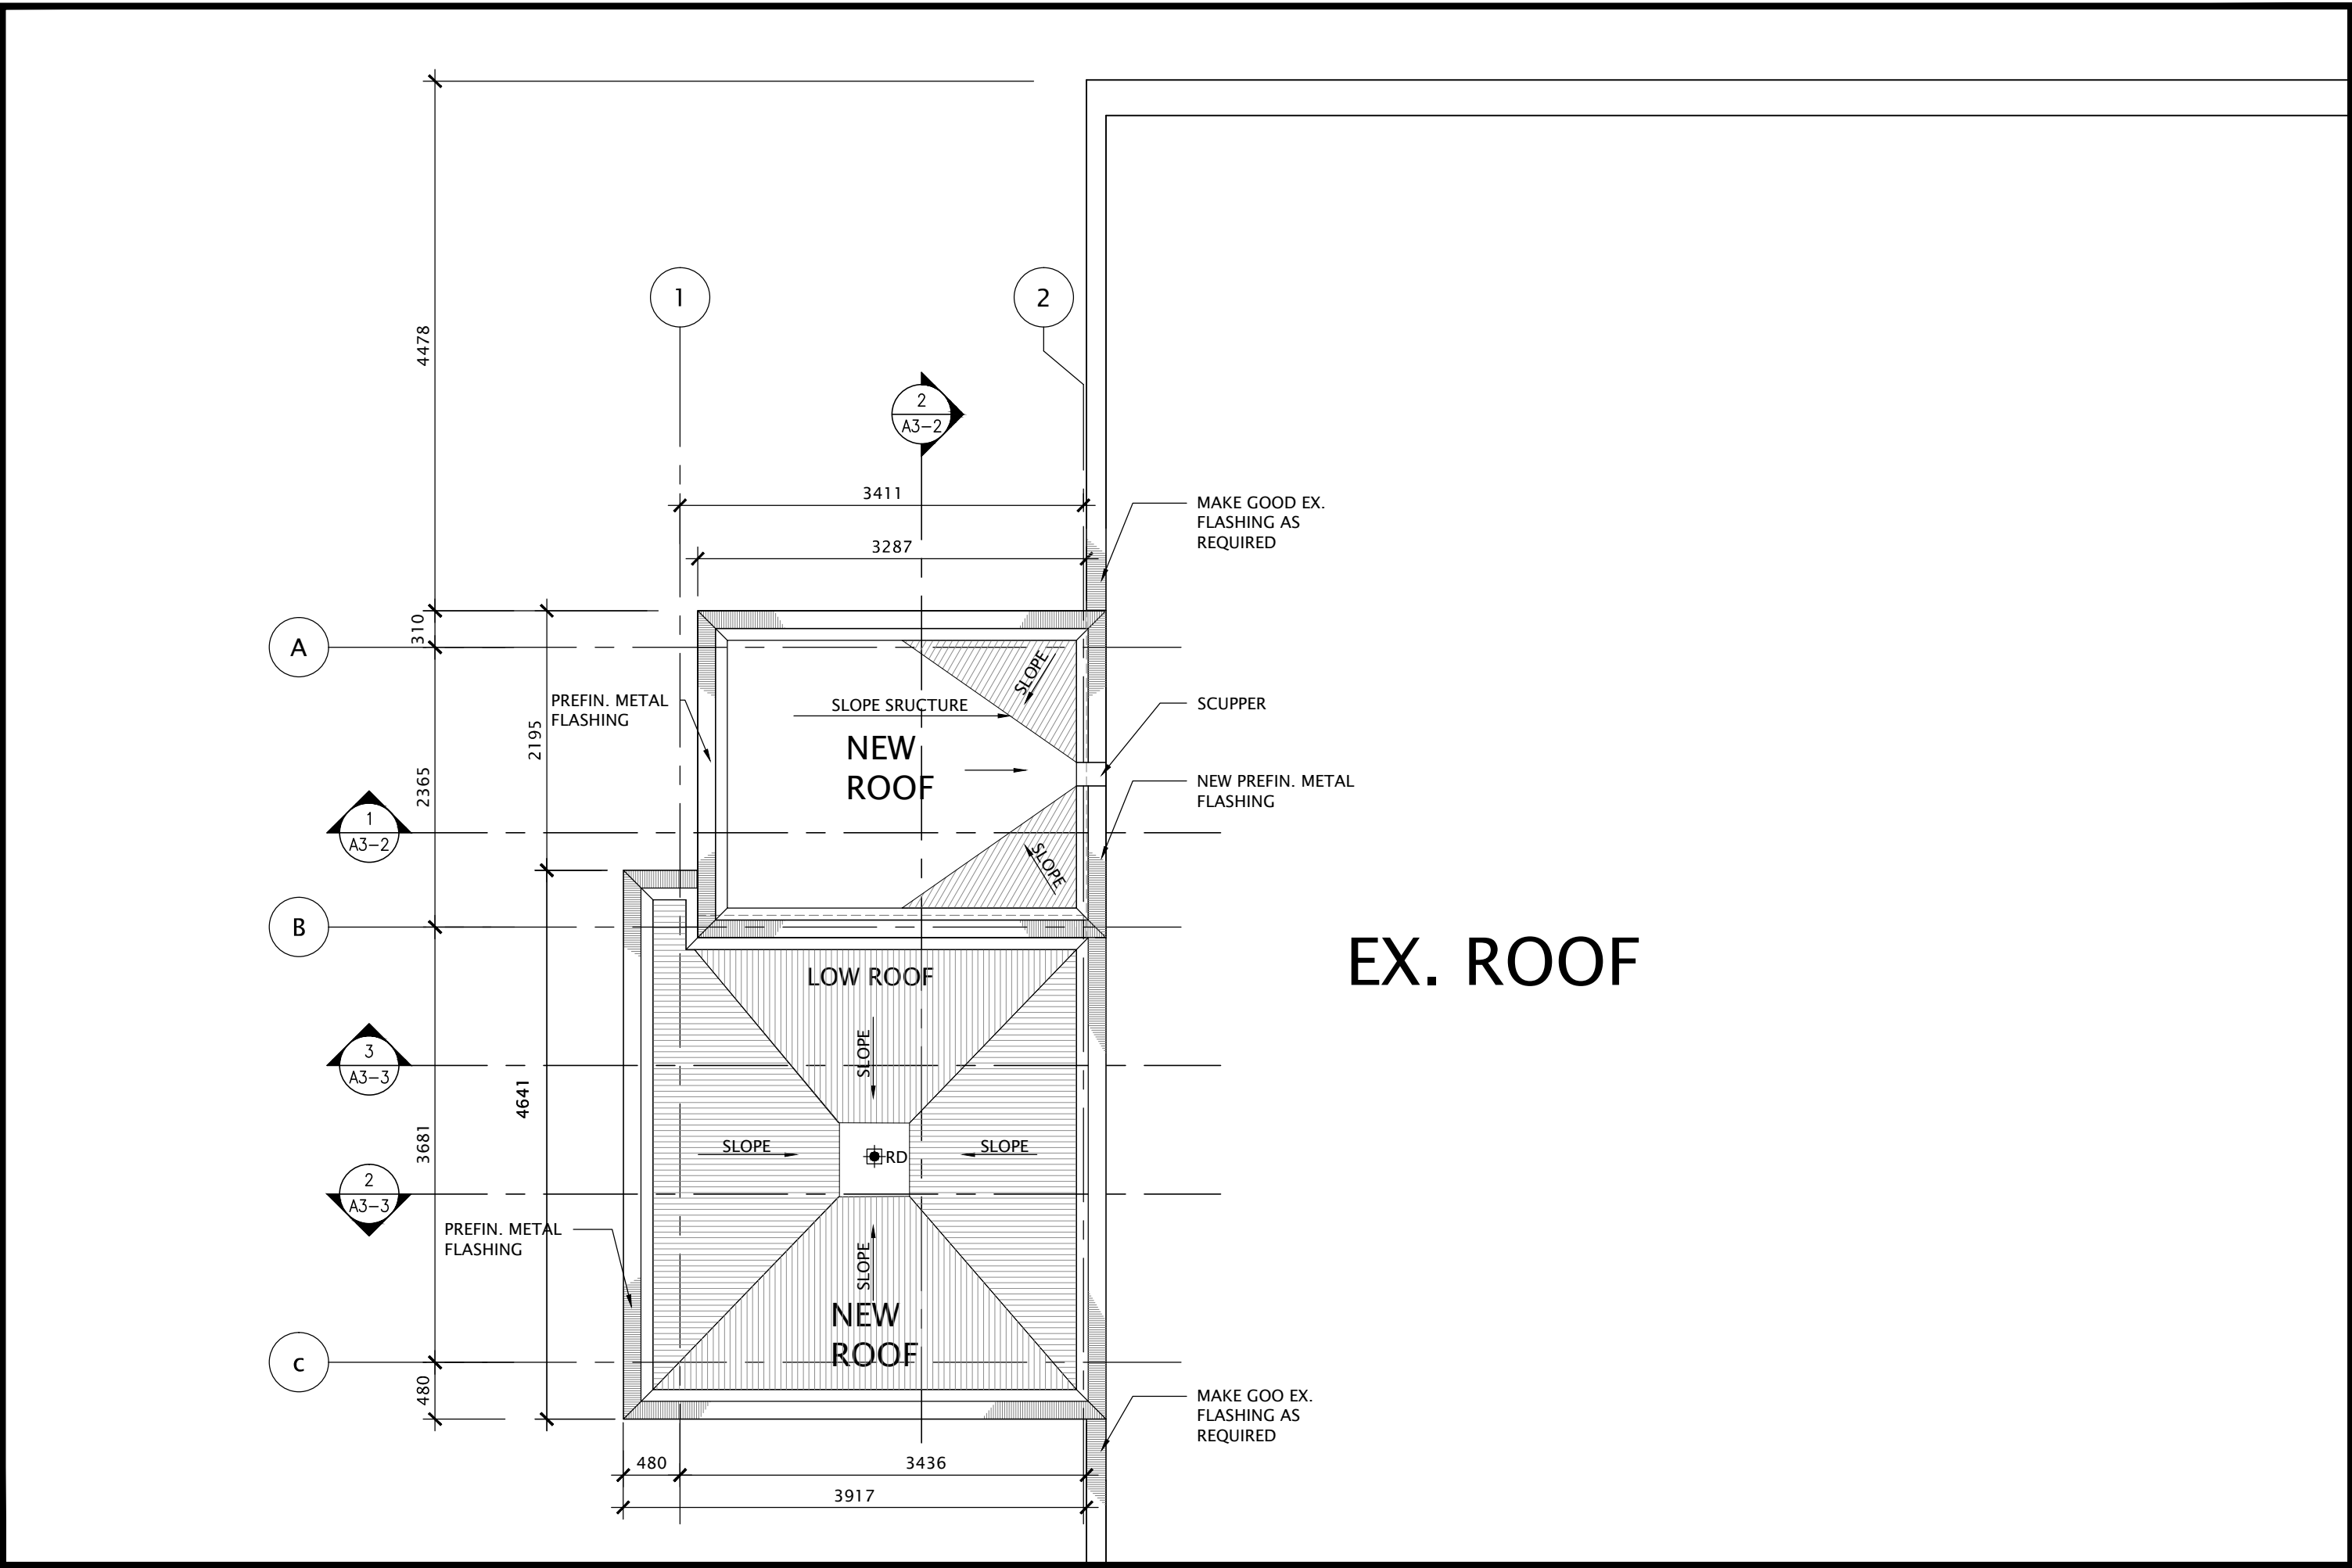 1
2
4478
2
A3-2
3411
MAKE GOOD EX.
FLASHING AS
REQUIRED
3287
310
A
SLOPE
PREFIN. METAL
FLASHING
SLOPE SRUCTURE
SCUPPER
2195
NEW
ROOF
2365
NEW PREFIN. METAL
FLASHING
1
A3-2
SLOPE
B
EX. ROOF
LOW ROOF
3
A3-3
SLOPE
4641
3681
SLOPE
SLOPE
RD
2
A3-3
PREFIN. METAL
FLASHING
SLOPE
NEW
ROOF
c
480
MAKE GOO EX.
FLASHING AS
REQUIRED
480
3436
3917